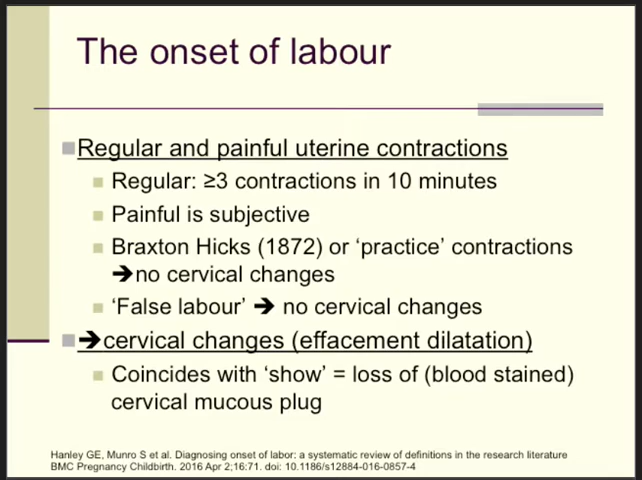 The onset of labour
Regular and painful uterine contractions
Regular: ≥3 contractions in 10 minutes
Painful is subjective
Braxton Hicks (1872) or ‘practice’ contractions
➔no cervical changes
‘False labour’ ➔ no cervical changes
➔cervical changes (effacement dilatation)
Coincides with ‘show’ = loss of (blood stained)
cervical mucous plug
Hanley GE, Munro S et al. Diagnosing onset of labor: a systematic review of definitions in the research literature
BMC Pregnancy Childbirth. 2016 Apr 2;16:71. doi: 10.1186/s12884-016-0857-4